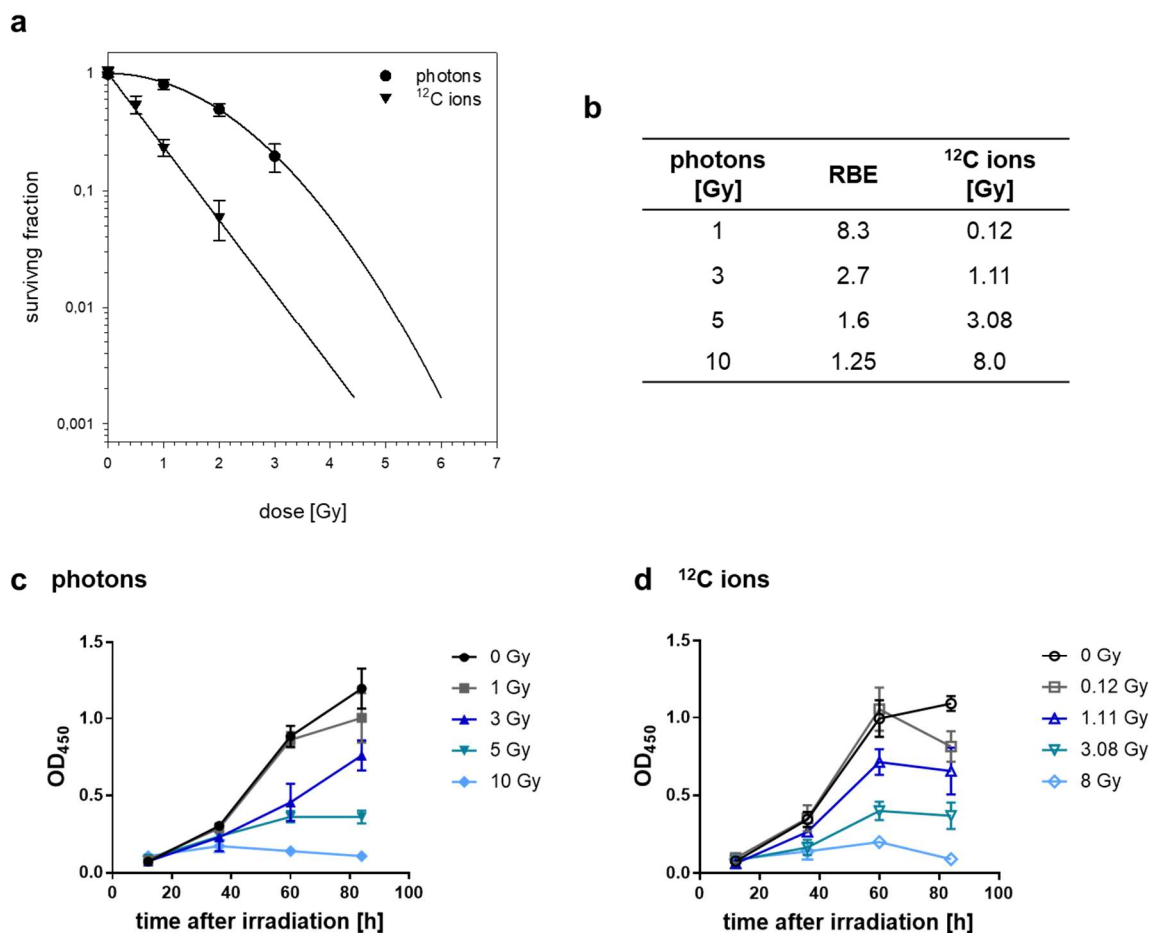 a
1
0,1
0,01
0,001
0 1 2 3 4 5 6 7
survivng fraction
dose [Gy]
photons
¹²C ions
b
photons [Gy] RBE ¹²C ions [Gy]
1 8.3 0.12
3 2.7 1.11
5 1.6 3.08
10 1.25 8.0
c photons
1.5
1.0
0.5
0.0
0 20 40 60 80 100
OD₄₅₀
time after irradiation [h]
0 Gy
1 Gy
3 Gy
5 Gy
10 Gy
d ¹²C ions
1.5
1.0
0.5
0.0
0 20 40 60 80 100
OD₄₅₀
time after irradiation [h]
0 Gy
0.12 Gy
1.11 Gy
3.08 Gy
8 Gy